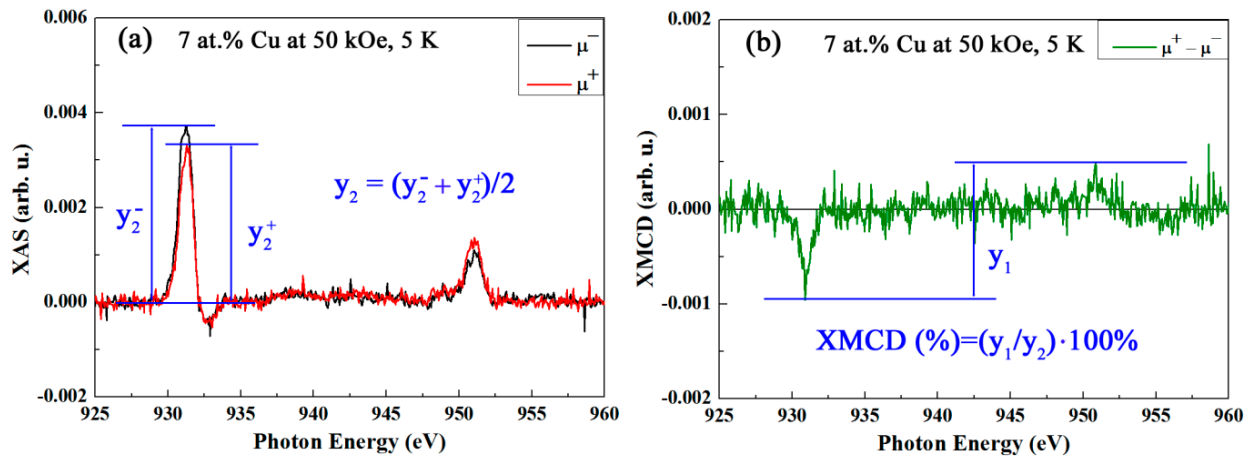 (a)
7 at.% Cu at 50 kOe, 5 K
μ⁻
μ⁺
y₂⁻
y₂⁺
y₂ = (y₂⁻ + y₂⁺)/2
XAS (arb. u.)
0.006
0.004
0.002
0.000
-0.002
925 930 935 940 945 950 955 960
Photon Energy (eV)
(b)
7 at.% Cu at 50 kOe, 5 K
μ⁺ – μ⁻
y₁
XMCD (%)=(y₁/y₂)·100%
XMCD (arb. u.)
0.002
0.001
0.000
-0.001
-0.002
925 930 935 940 945 950 955 960
Photon Energy (eV)